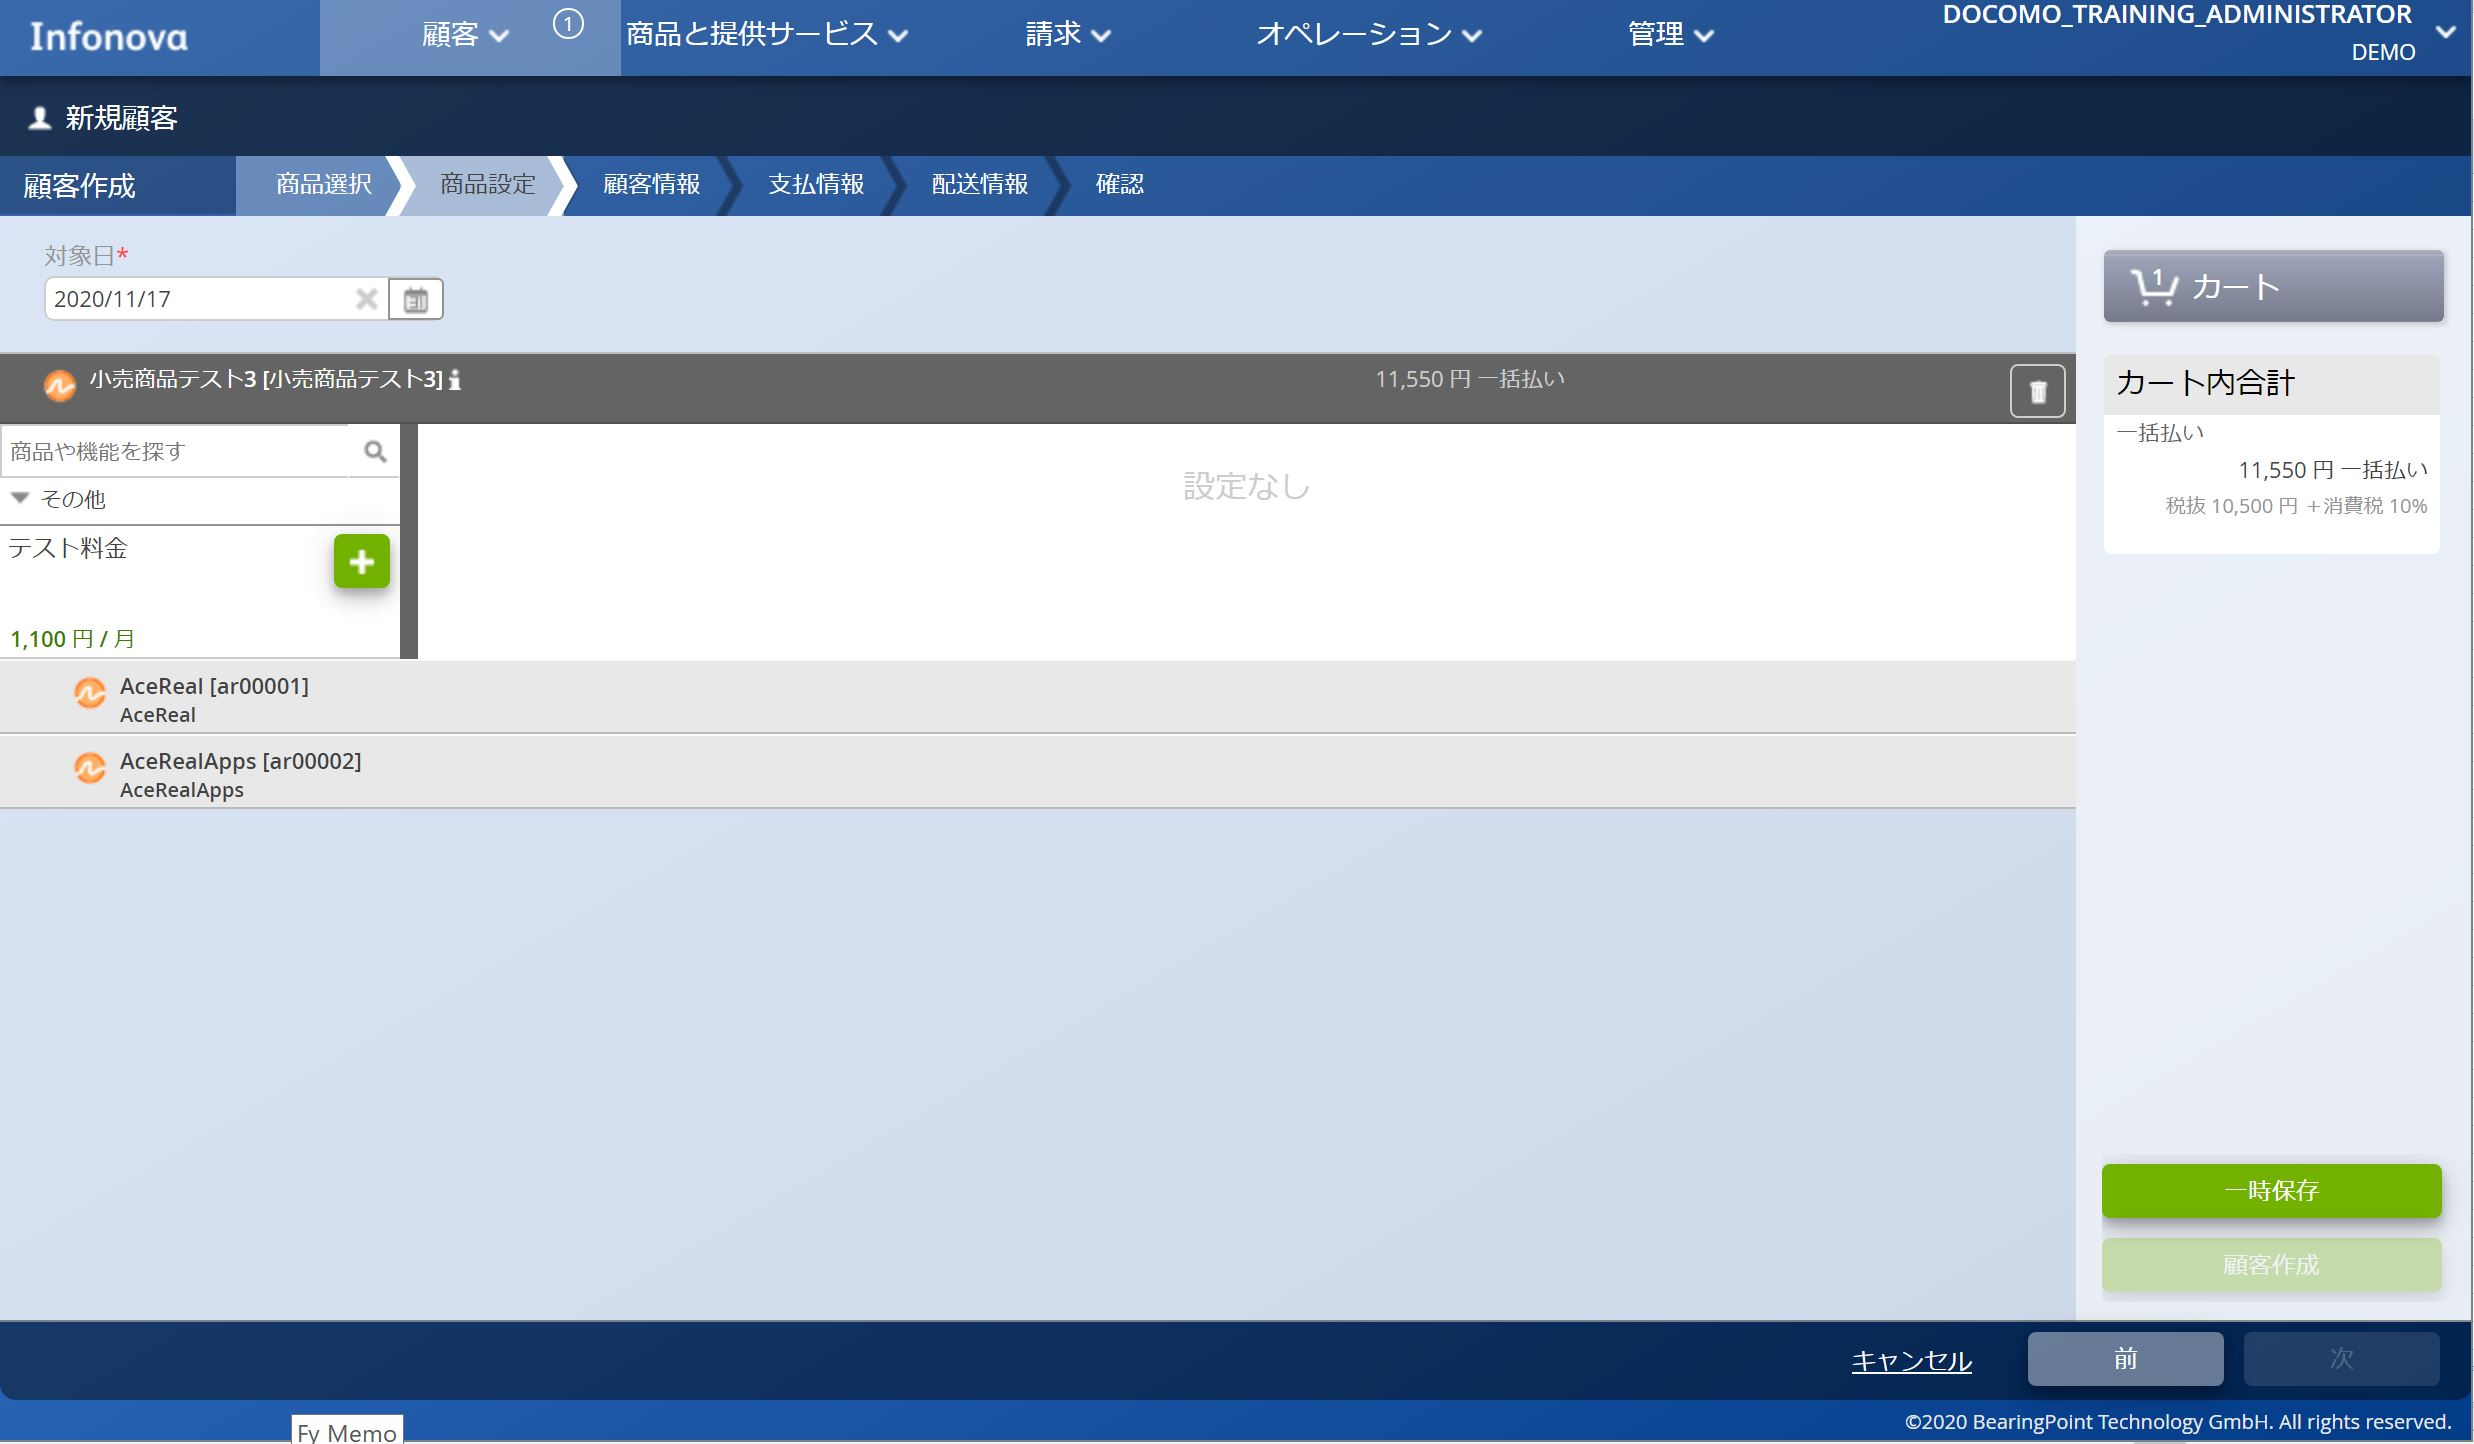 Infonova
顧客
1
商品と提供サービス
請求
オペレーション
管理
DOCOMO_TRAINING_ADMINISTRATOR
DEMO
新規顧客
顧客作成
商品選択
商品設定
顧客情報
支払情報
配送情報
確認
対象日*
2020/11/17
1 カート
小売商品テスト3 [小売商品テスト3]
11,550 円 一括払い
カート内合計
一括払い
11,550 円 一括払い
税抜 10,500 円 +消費税 10%
商品や機能を探す
設定なし
その他
テスト料金
1,100 円 / 月
AceReal [ar00001]
AceReal
AceRealApps [ar00002]
AceRealApps
一時保存
顧客作成
キャンセル
前
次
©2020 BearingPoint Technology GmbH. All rights reserved.
Fy Memo